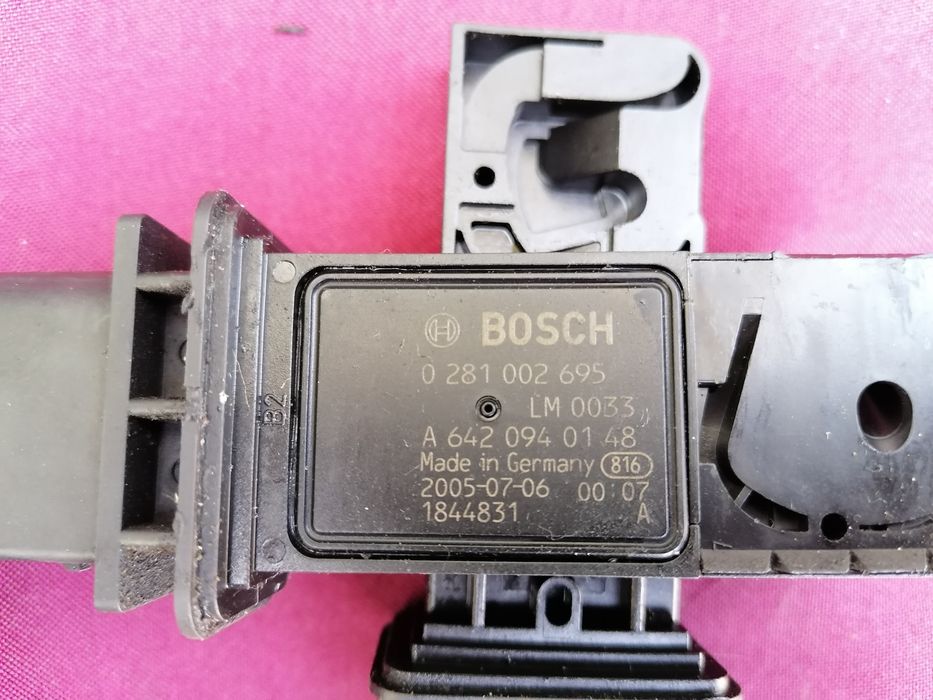 BOSCH
0 281 002 695
LM 0033
A 642 094 01 48
Made in Germany 816
2005-07-06 00:07
1844831 A
B2